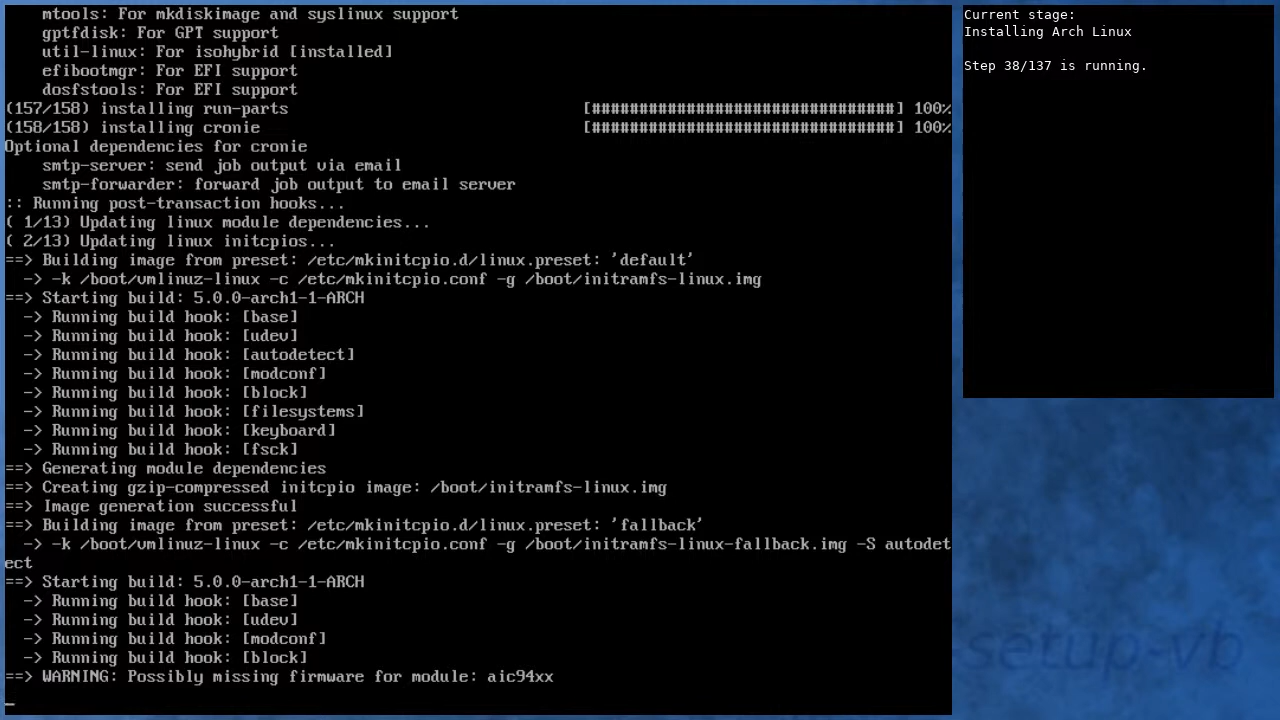 mtools: For mkdiskimage and syslinux support
gptfdisk: For GPT support
util-linux: For isohybrid [installed]
efibootmgr: For EFI support
dosfstools: For EFI support
(157/158) installing run-parts [################################] 100%
(158/158) installing cronie [################################] 100%
Optional dependencies for cronie
smtp-server: send job output via email
smtp-forwarder: forward job output to email server
:: Running post-transaction hooks...
( 1/13) Updating linux module dependencies...
( 2/13) Updating linux initcpios...
==> Building image from preset: /etc/mkinitcpio.d/linux.preset: 'default'
-> -k /boot/vmlinuz-linux -c /etc/mkinitcpio.conf -g /boot/initramfs-linux.img
==> Starting build: 5.0.0-arch1-1-ARCH
-> Running build hook: [base]
-> Running build hook: [udev]
-> Running build hook: [autodetect]
-> Running build hook: [modconf]
-> Running build hook: [block]
-> Running build hook: [filesystems]
-> Running build hook: [keyboard]
-> Running build hook: [fsck]
==> Generating module dependencies
==> Creating gzip-compressed initcpio image: /boot/initramfs-linux.img
==> Image generation successful
==> Building image from preset: /etc/mkinitcpio.d/linux.preset: 'fallback'
-> -k /boot/vmlinuz-linux -c /etc/mkinitcpio.conf -g /boot/initramfs-linux-fallback.img -S autodet
ect
==> Starting build: 5.0.0-arch1-1-ARCH
-> Running build hook: [base]
-> Running build hook: [udev]
-> Running build hook: [modconf]
-> Running build hook: [block]
==> WARNING: Possibly missing firmware for module: aic94xx
_
Current stage:
Installing Arch Linux
Step 38/137 is running.
setup-vb